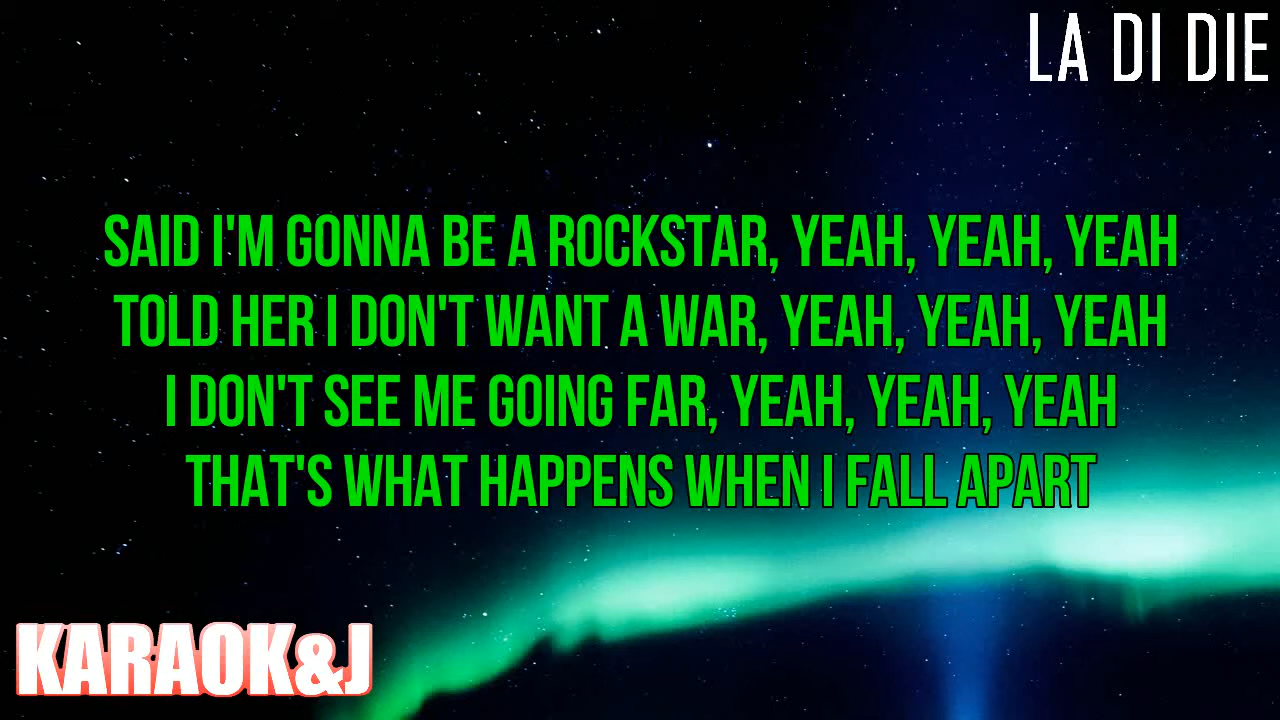 LA DI DIE
SAID I'M GONNA BE A ROCKSTAR, YEAH, YEAH, YEAH
TOLD HER I DON'T WANT A WAR, YEAH, YEAH, YEAH
I DON'T SEE ME GOING FAR, YEAH, YEAH, YEAH
THAT'S WHAT HAPPENS WHEN I FALL APART
KARAOK&J